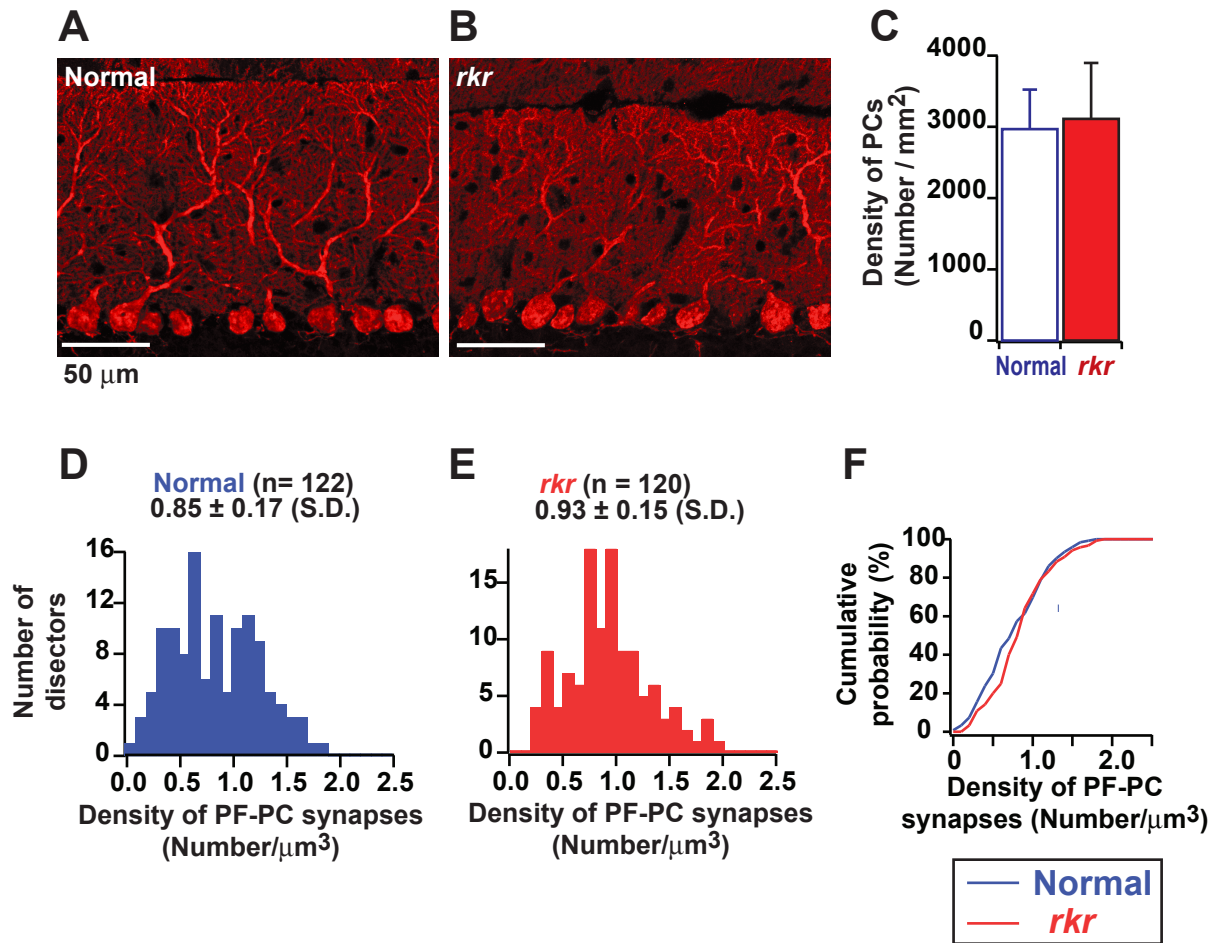 A
Normal
50 μm
B
rkr
C
Density of PCs
(Number / mm2)
4000
3000
2000
1000
0
Normal rkr
D
Normal (n= 122)
0.85 ± 0.17 (S.D.)
Number of
disectors
16
12
8
4
0
0.0 0.5 1.0 1.5 2.0 2.5
Density of PF-PC synapses
(Number/μm3)
E
rkr (n = 120)
0.93 ± 0.15 (S.D.)
15
10
5
0
0.0 0.5 1.0 1.5 2.0 2.5
Density of PF-PC synapses
(Number/μm3)
F
Cumulative
probability (%)
100
80
60
40
20
0
0.0 1.0 2.0
Density of PF-PC
synapses (Number/μm3)
Normal
rkr